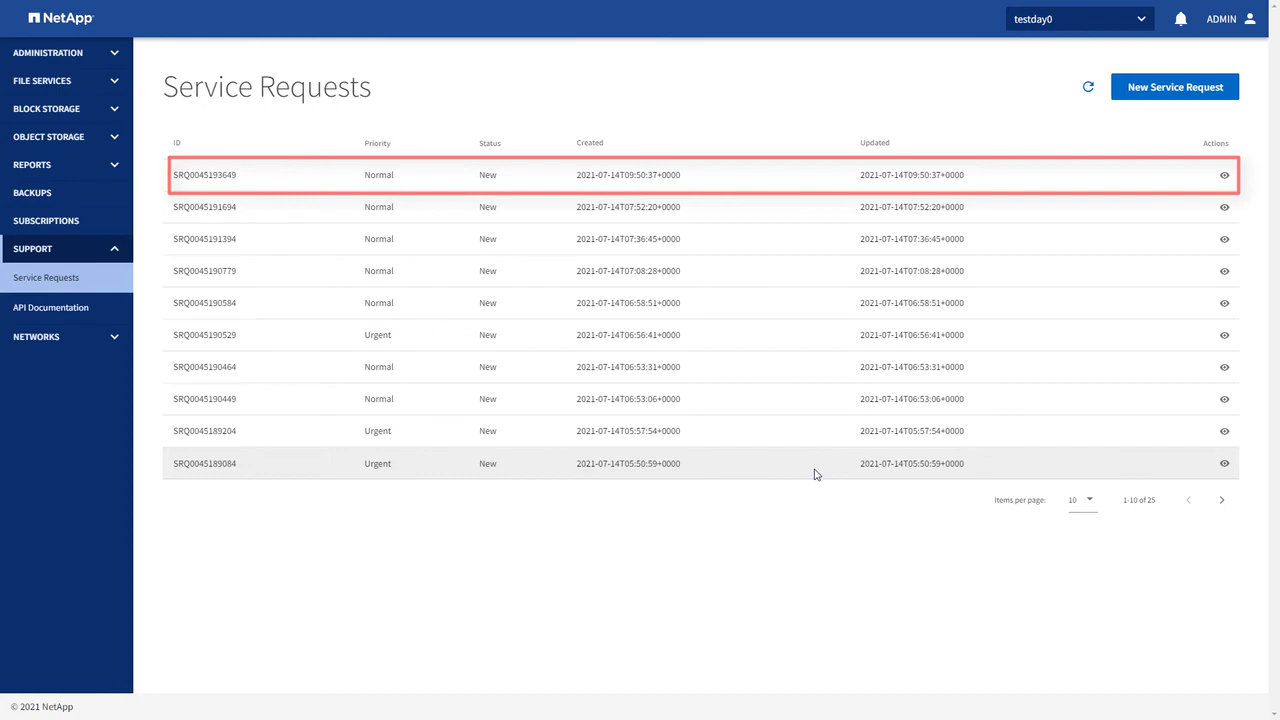 NetApp
testday0
ADMIN
ADMINISTRATION
FILE SERVICES
BLOCK STORAGE
OBJECT STORAGE
REPORTS
BACKUPS
SUBSCRIPTIONS
SUPPORT
Service Requests
API Documentation
NETWORKS
Service Requests
New Service Request
ID Priority Status Created Updated Actions
SRQ0045193649 Normal New 2021-07-14T09:50:37+0000 2021-07-14T09:50:37+0000
SRQ0045191694 Normal New 2021-07-14T07:52:20+0000 2021-07-14T07:52:20+0000
SRQ0045191394 Normal New 2021-07-14T07:36:45+0000 2021-07-14T07:36:45+0000
SRQ0045190779 Normal New 2021-07-14T07:08:28+0000 2021-07-14T07:08:28+0000
SRQ0045190584 Normal New 2021-07-14T06:58:51+0000 2021-07-14T06:58:51+0000
SRQ0045190529 Urgent New 2021-07-14T06:56:41+0000 2021-07-14T06:56:41+0000
SRQ0045190464 Normal New 2021-07-14T06:53:31+0000 2021-07-14T06:53:31+0000
SRQ0045190449 Normal New 2021-07-14T06:53:06+0000 2021-07-14T06:53:06+0000
SRQ0045189204 Urgent New 2021-07-14T05:57:54+0000 2021-07-14T05:57:54+0000
SRQ0045189084 Urgent New 2021-07-14T05:50:59+0000 2021-07-14T05:50:59+0000
Items per page: 10 1-10 of 25
© 2021 NetApp